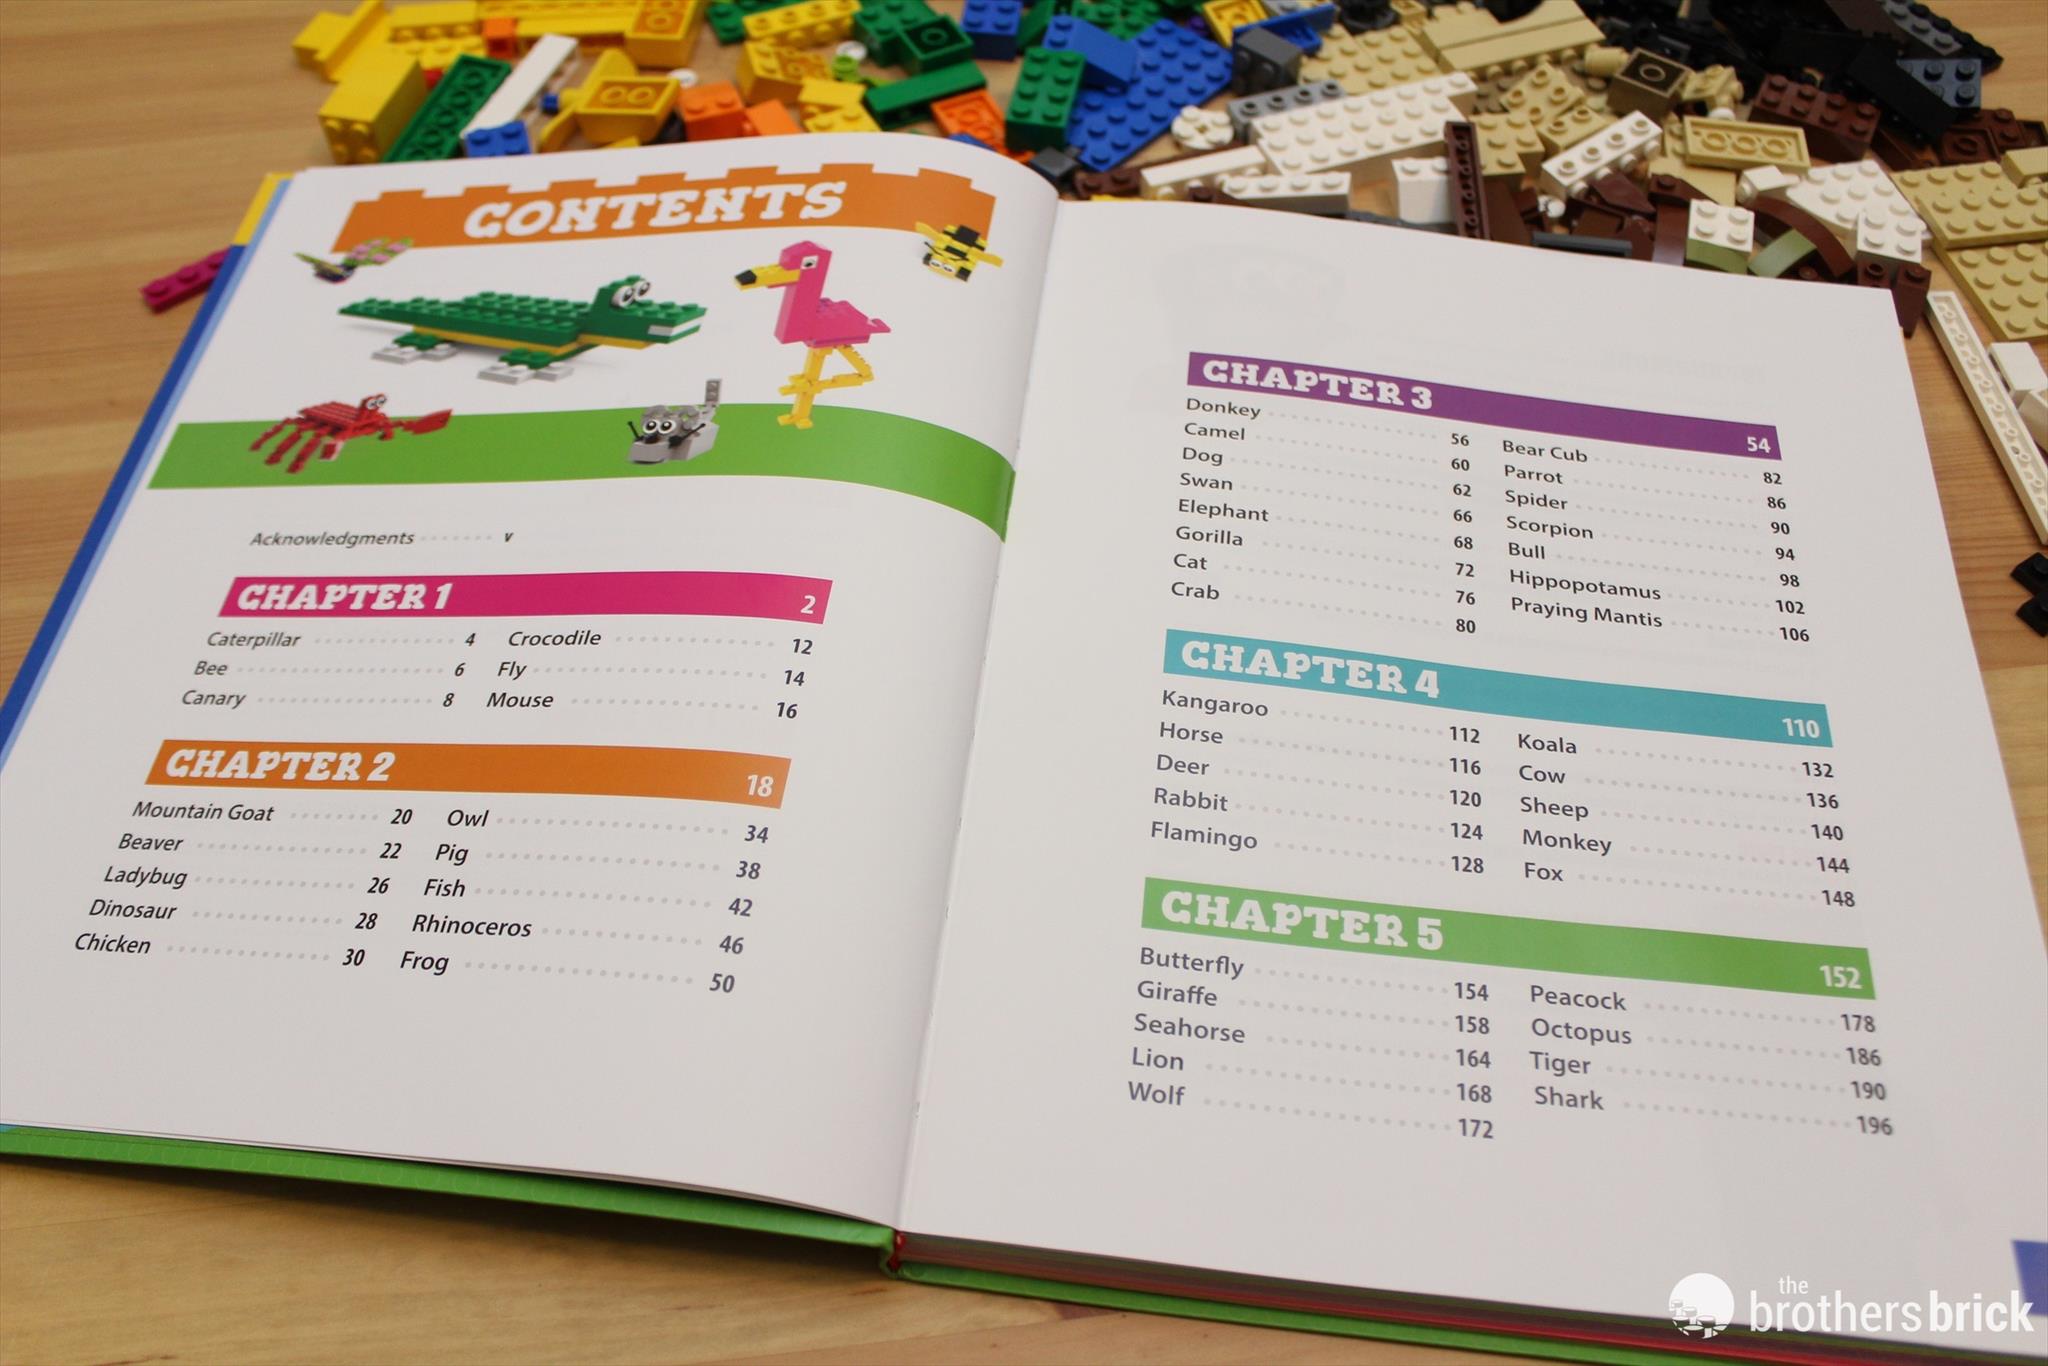 CONTENTS
Acknowledgments v
CHAPTER 1 2
Caterpillar 4
Bee 6
Canary 8
Crocodile 12
Fly 14
Mouse 16
CHAPTER 2 18
Mountain Goat 20
Beaver 22
Ladybug 26
Dinosaur 28
Chicken 30
Owl 34
Pig 38
Fish 42
Rhinoceros 46
Frog 50
CHAPTER 3 54
Donkey 56
Camel 60
Dog 62
Swan 66
Elephant 68
Gorilla 72
Cat 76
Crab 80
Bear Cub 82
Parrot 86
Spider 90
Scorpion 94
Bull 98
Hippopotamus 102
Praying Mantis 106
CHAPTER 4 110
Kangaroo 112
Horse 116
Deer 120
Rabbit 124
Flamingo 128
Koala 132
Cow 136
Sheep 140
Monkey 144
Fox 148
CHAPTER 5 152
Butterfly 154
Giraffe 158
Seahorse 164
Lion 168
Wolf 172
Peacock 178
Octopus 186
Tiger 190
Shark 196
the
brothersbrick